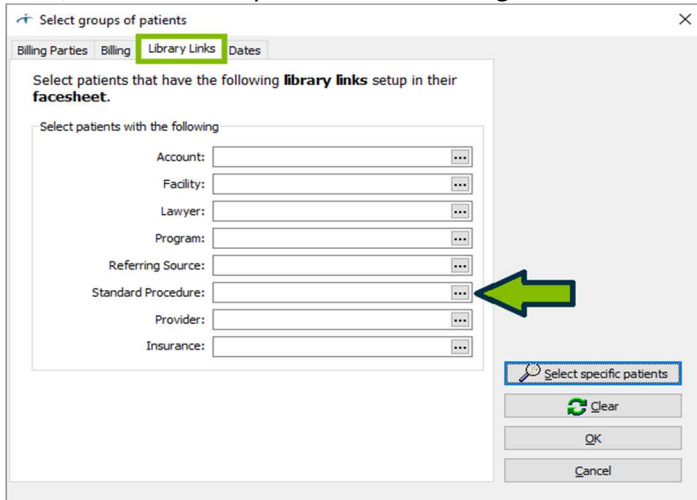 Select groups of patients
Billing Parties Billing Library Links Dates
Select patients that have the following library links setup in their
facesheet.
Select patients with the following
Account:
Facility:
Lawyer:
Program:
Referring Source:
Standard Procedure:
Provider:
Insurance:
Select specific patients
Clear
OK
Cancel